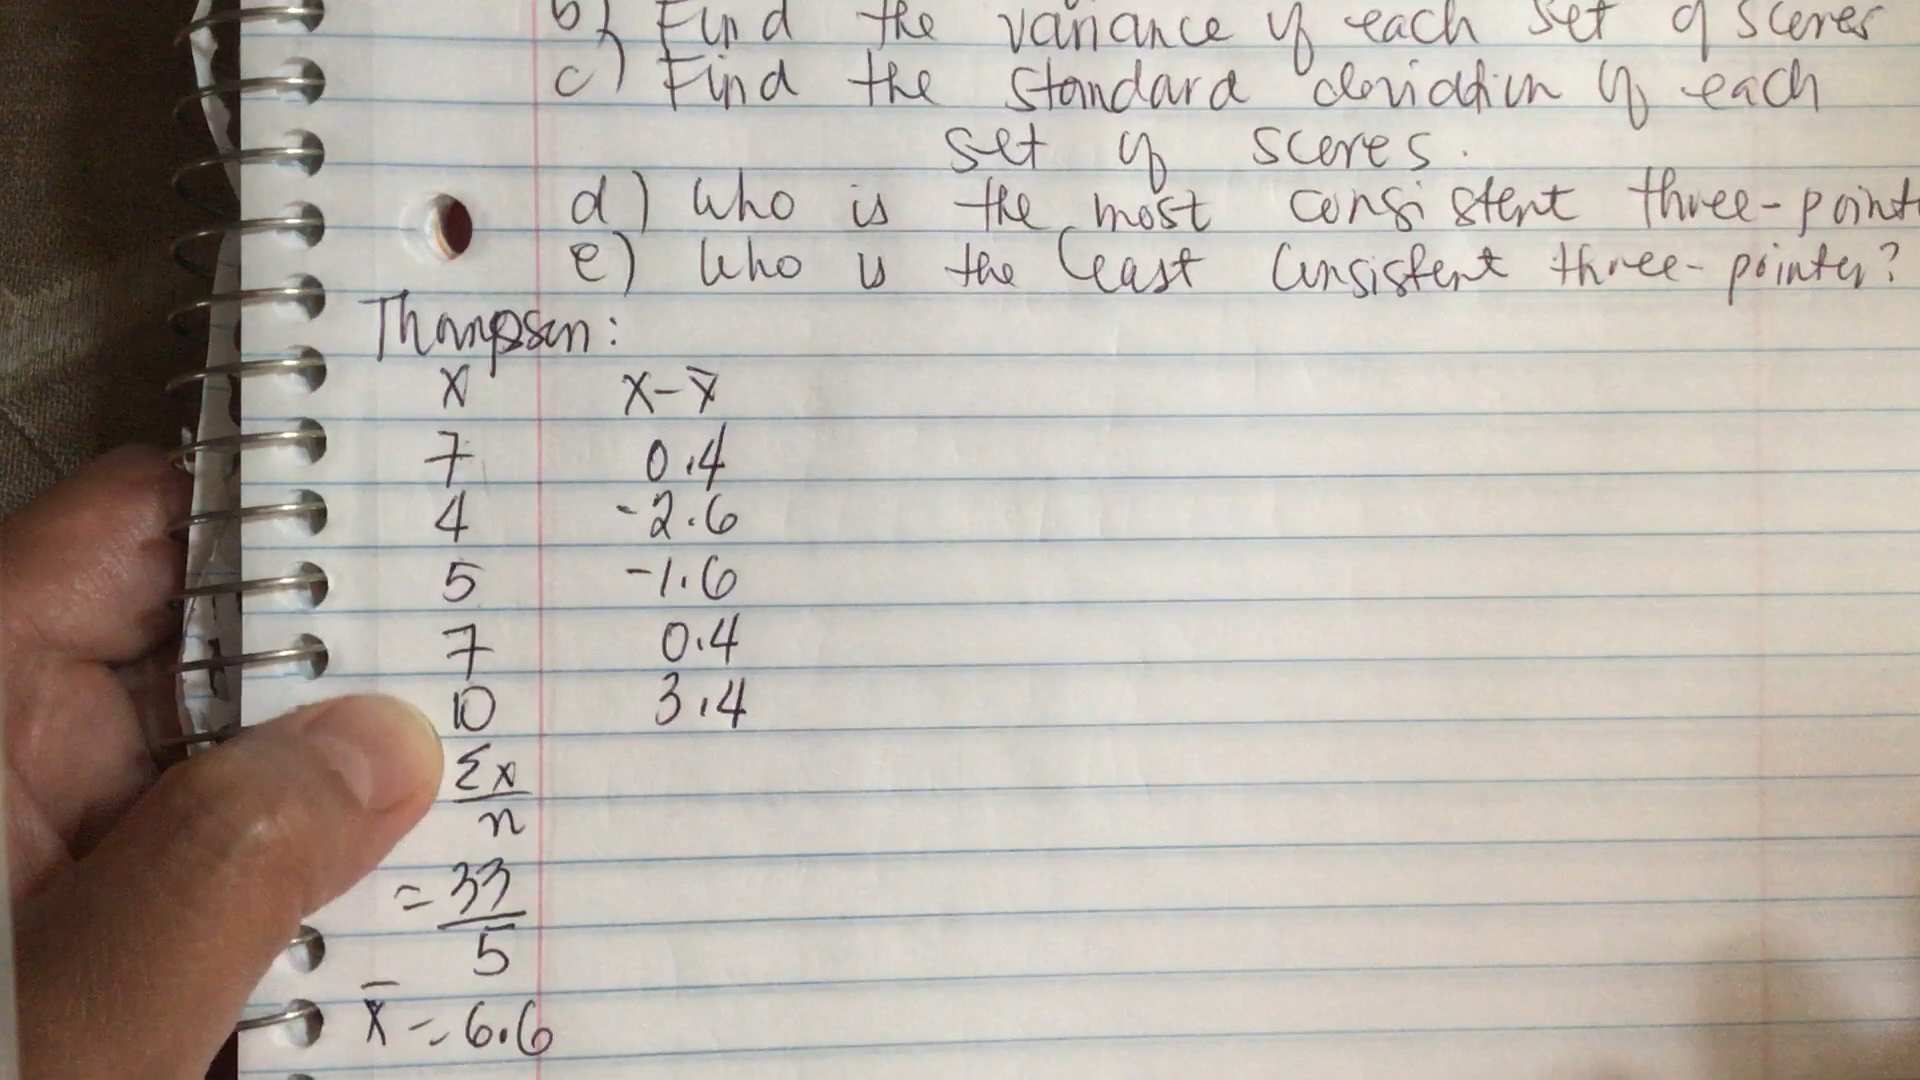 b) Find the variance of each set of scores
c) Find the standard deviation of each
set of scores.
d) Who is the most consistent three-point
e) Who is the least consistent three-pointer?
Thompson:
x x-x̄
7 0.4
4 -2.6
5 -1.6
7 0.4
10 3.4
Σx
n
= 33
5
x̄ = 6.6